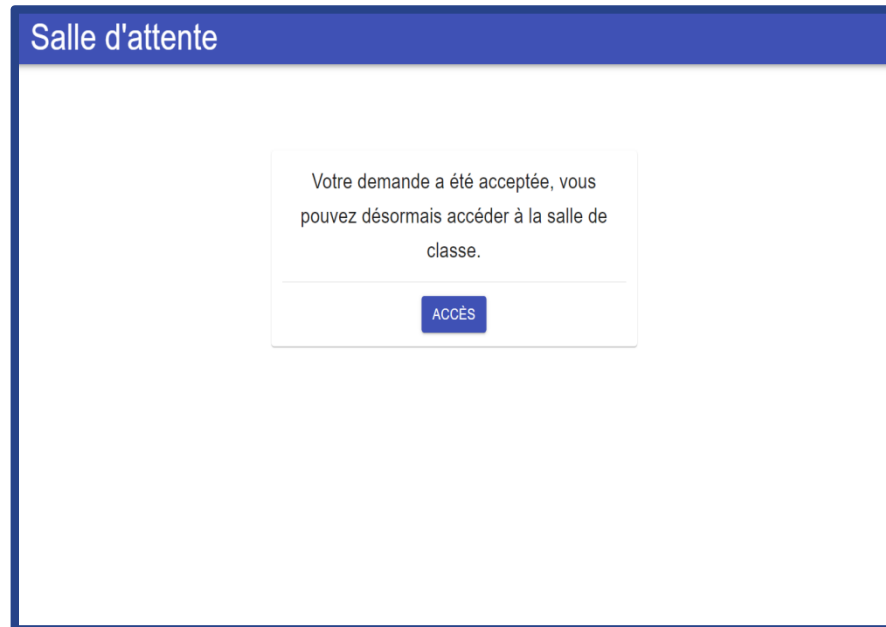 Salle d'attente
Votre demande a été acceptée, vous
pouvez désormais accéder à la salle de
classe.
ACCÈS